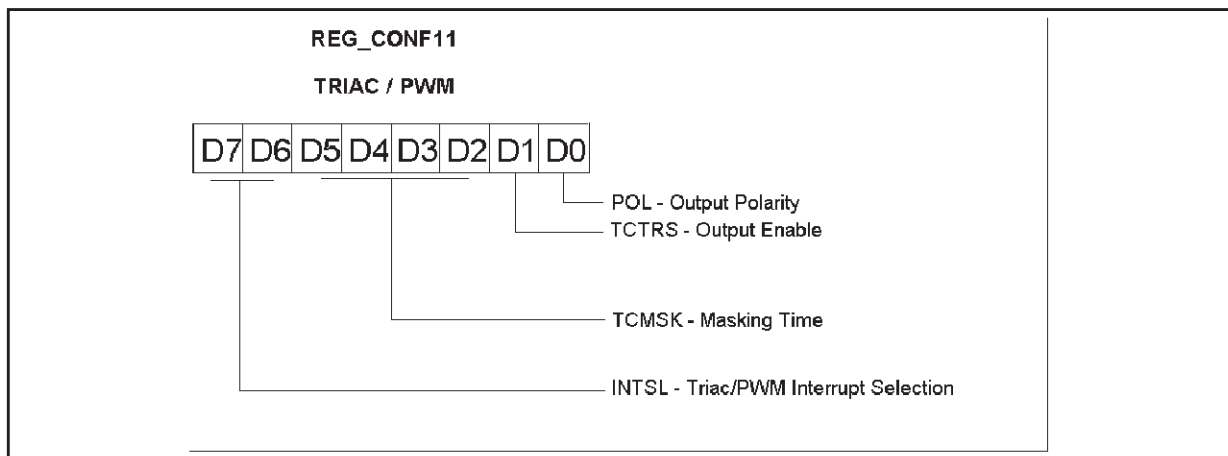 REG_CONF11
TRIAC / PWM
D7 D6 D5 D4 D3 D2 D1 D0
POL - Output Polarity
TCTRS - Output Enable
TCMSK - Masking Time
INTSL - Triac/PWM Interrupt Selection